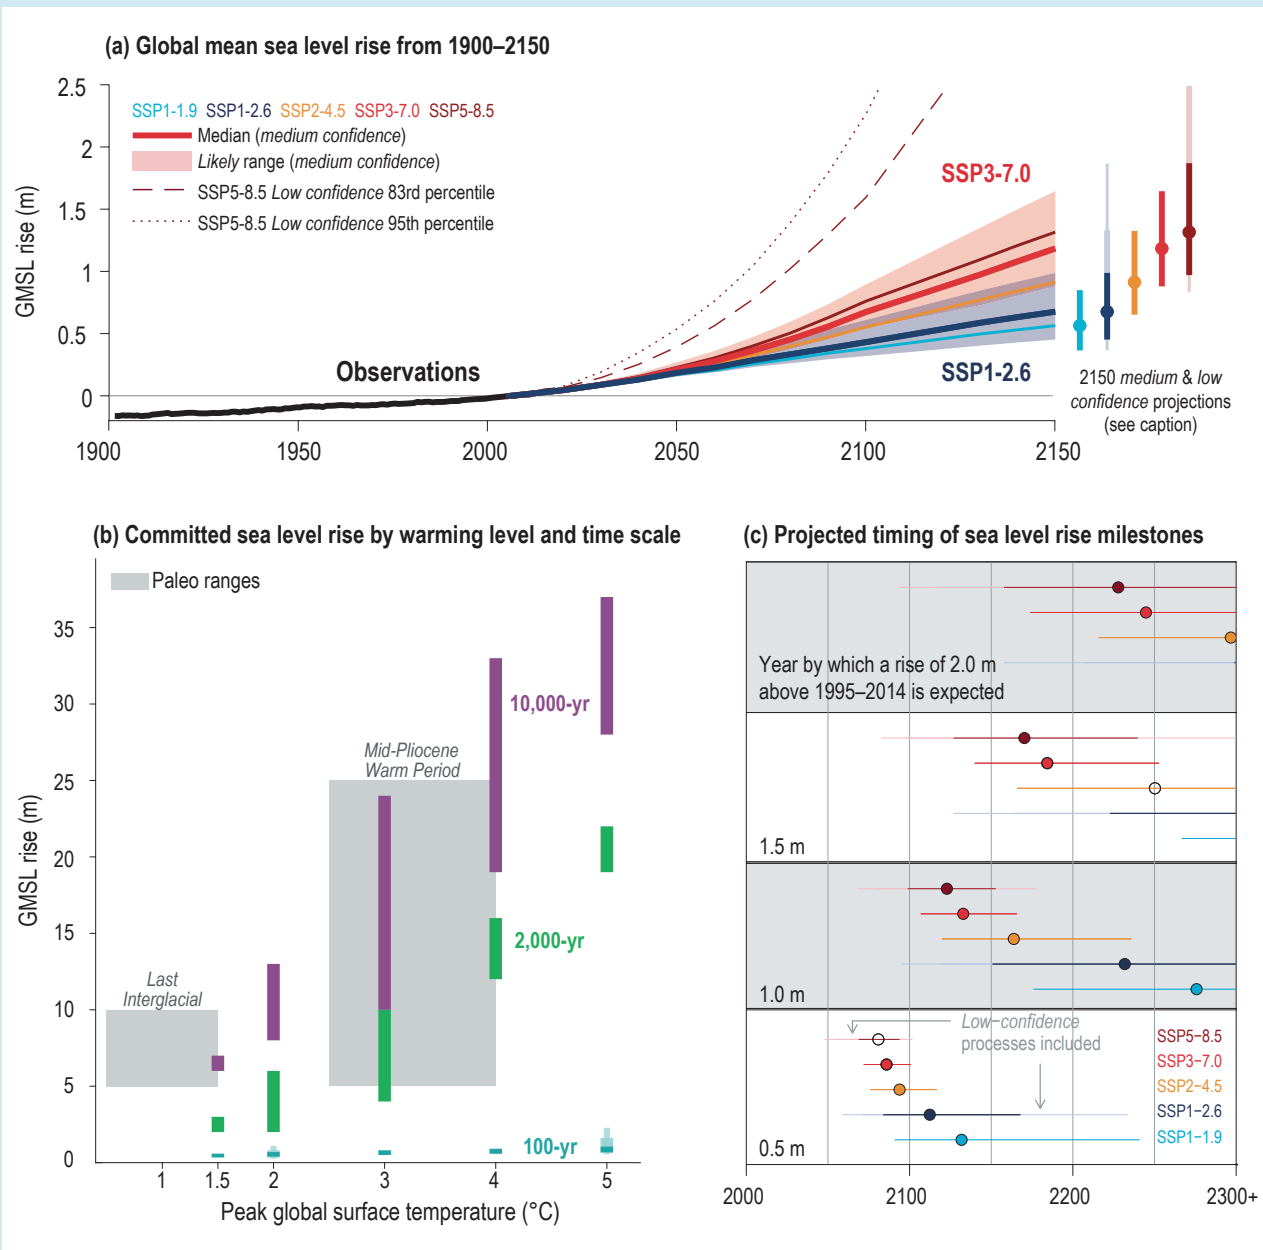 (a) Global mean sea level rise from 1900–2150
GMSL rise (m)
2.5
2
1.5
1
0.5
0
SSP1-1.9 SSP1-2.6 SSP2-4.5 SSP3-7.0 SSP5-8.5
Median (medium confidence)
Likely range (medium confidence)
SSP5-8.5 Low confidence 83rd percentile
SSP5-8.5 Low confidence 95th percentile
SSP3-7.0
Observations
SSP1-2.6
2150 medium & low
confidence projections
(see caption)
1900 1950 2000 2050 2100 2150
(b) Committed sea level rise by warming level and time scale
GMSL rise (m)
Paleo ranges
35
30
25
20
15
10
5
0
10,000-yr
Mid-Pliocene
Warm Period
2,000-yr
Last
Interglacial
100-yr
1 1.5 2 3 4 5
Peak global surface temperature (°C)
(c) Projected timing of sea level rise milestones
Year by which a rise of 2.0 m
above 1995–2014 is expected
1.5 m
1.0 m
Low−confidence
processes included
SSP5−8.5
SSP3−7.0
SSP2−4.5
SSP1−2.6
SSP1−1.9
0.5 m
2000 2100 2200 2300+